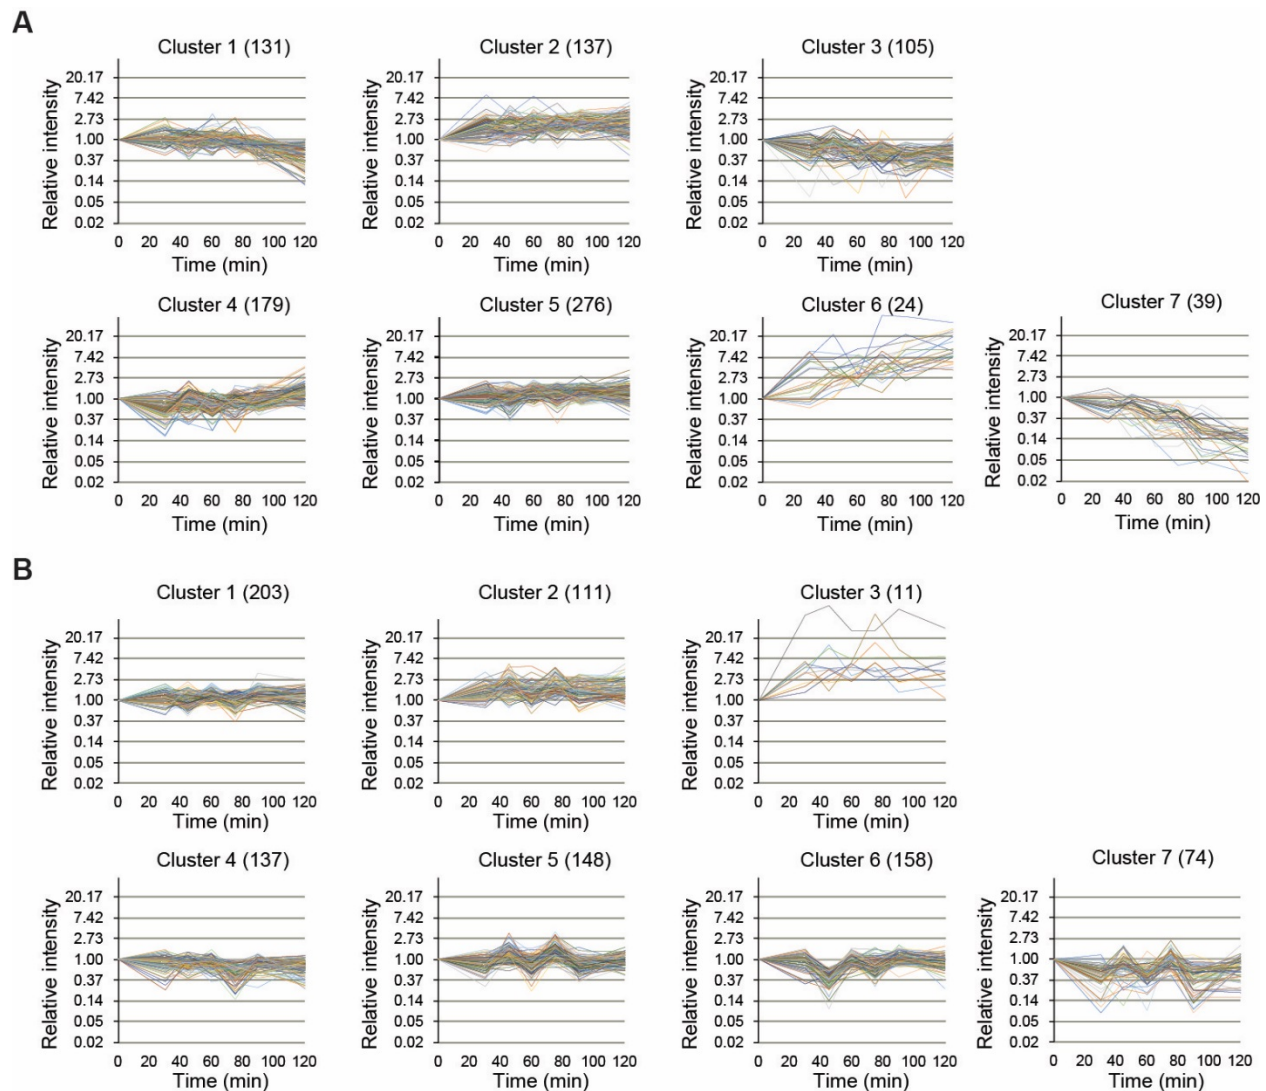 A
Cluster 1 (131)
Relative intensity
20.17
7.42
2.73
1.00
0.37
0.14
0.05
0.02
0 20 40 60 80 100 120
Time (min)
Cluster 2 (137)
Relative intensity
20.17
7.42
2.73
1.00
0.37
0.14
0.05
0.02
0 20 40 60 80 100 120
Time (min)
Cluster 3 (105)
Relative intensity
20.17
7.42
2.73
1.00
0.37
0.14
0.05
0.02
0 20 40 60 80 100 120
Time (min)
Cluster 4 (179)
Relative intensity
20.17
7.42
2.73
1.00
0.37
0.14
0.05
0.02
0 20 40 60 80 100 120
Time (min)
Cluster 5 (276)
Relative intensity
20.17
7.42
2.73
1.00
0.37
0.14
0.05
0.02
0 20 40 60 80 100 120
Time (min)
Cluster 6 (24)
Relative intensity
20.17
7.42
2.73
1.00
0.37
0.14
0.05
0.02
0 20 40 60 80 100 120
Time (min)
Cluster 7 (39)
Relative intensity
20.17
7.42
2.73
1.00
0.37
0.14
0.05
0.02
0 20 40 60 80 100 120
Time (min)
B
Cluster 1 (203)
Relative intensity
20.17
7.42
2.73
1.00
0.37
0.14
0.05
0.02
0 20 40 60 80 100 120
Time (min)
Cluster 2 (111)
Relative intensity
20.17
7.42
2.73
1.00
0.37
0.14
0.05
0.02
0 20 40 60 80 100 120
Time (min)
Cluster 3 (11)
Relative intensity
20.17
7.42
2.73
1.00
0.37
0.14
0.05
0.02
0 20 40 60 80 100 120
Time (min)
Cluster 4 (137)
Relative intensity
20.17
7.42
2.73
1.00
0.37
0.14
0.05
0.02
0 20 40 60 80 100 120
Time (min)
Cluster 5 (148)
Relative intensity
20.17
7.42
2.73
1.00
0.37
0.14
0.05
0.02
0 20 40 60 80 100 120
Time (min)
Cluster 6 (158)
Relative intensity
20.17
7.42
2.73
1.00
0.37
0.14
0.05
0.02
0 20 40 60 80 100 120
Time (min)
Cluster 7 (74)
Relative intensity
20.17
7.42
2.73
1.00
0.37
0.14
0.05
0.02
0 20 40 60 80 100 120
Time (min)